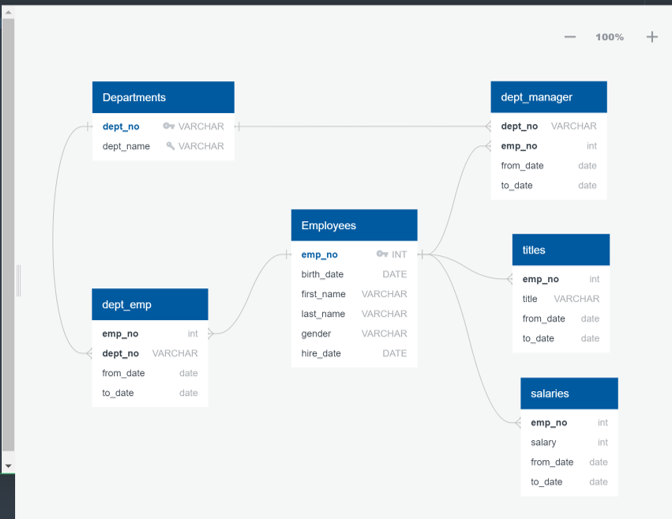 100%
Departments
dept_no VARCHAR
dept_name VARCHAR
dept_manager
dept_no VARCHAR
emp_no int
from_date date
to_date date
Employees
emp_no INT
birth_date DATE
first_name VARCHAR
last_name VARCHAR
gender VARCHAR
hire_date DATE
titles
emp_no int
title VARCHAR
from_date date
to_date date
dept_emp
emp_no int
dept_no VARCHAR
from_date date
to_date date
salaries
emp_no int
salary int
from_date date
to_date date